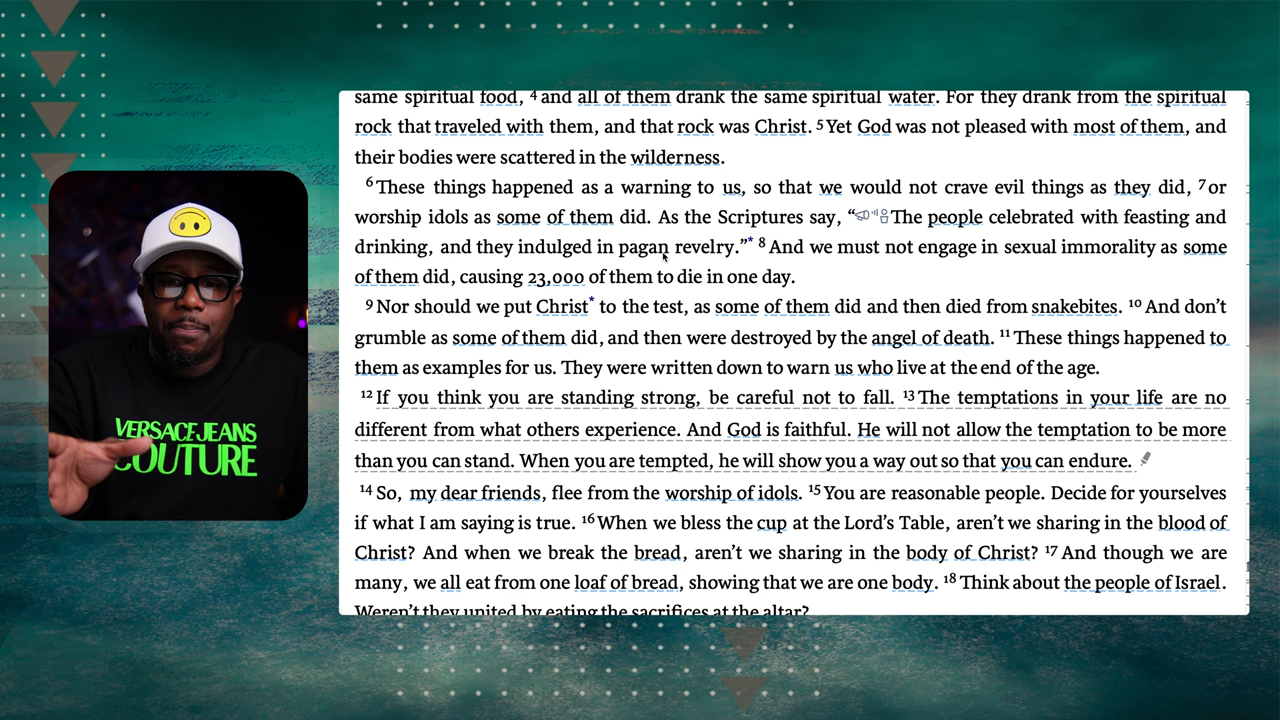 VERSACE JEANS
COUTURE
same spiritual food, 4 and all of them drank the same spiritual water. For they drank from the spiritual
rock that traveled with them, and that rock was Christ. 5 Yet God was not pleased with most of them, and
their bodies were scattered in the wilderness.
6 These things happened as a warning to us, so that we would not crave evil things as they did, 7 or
worship idols as some of them did. As the Scriptures say, “The people celebrated with feasting and
drinking, and they indulged in pagan revelry.”* 8 And we must not engage in sexual immorality as some
of them did, causing 23,000 of them to die in one day.
9 Nor should we put Christ* to the test, as some of them did and then died from snakebites. 10 And don’t
grumble as some of them did, and then were destroyed by the angel of death. 11 These things happened to
them as examples for us. They were written down to warn us who live at the end of the age.
12 If you think you are standing strong, be careful not to fall. 13 The temptations in your life are no
different from what others experience. And God is faithful. He will not allow the temptation to be more
than you can stand. When you are tempted, he will show you a way out so that you can endure.
14 So, my dear friends, flee from the worship of idols. 15 You are reasonable people. Decide for yourselves
if what I am saying is true. 16 When we bless the cup at the Lord’s Table, aren’t we sharing in the blood of
Christ? And when we break the bread, aren’t we sharing in the body of Christ? 17 And though we are
many, we all eat from one loaf of bread, showing that we are one body. 18 Think about the people of Israel.
Weren’t they united by eating the sacrifices at the altar?